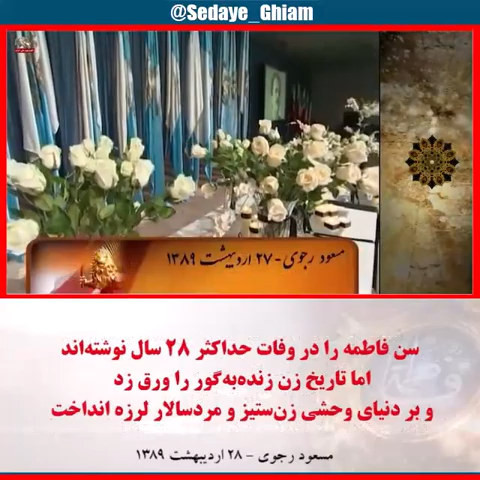 @Sedaye_Ghiam
مسعود رجوی - ۲۷ اردیبهشت ۱۳۸۹
سن فاطمه را در وفات حداکثر ۲۸ سال نوشته‌اند
اما تاریخ زن زنده‌به‌گور را ورق زد
و بر دنیای وحشی زن‌ستیز و مردسالار لرزه انداخت
مسعود رجوی - ۲۸ اردیبهشت ۱۳۸۹